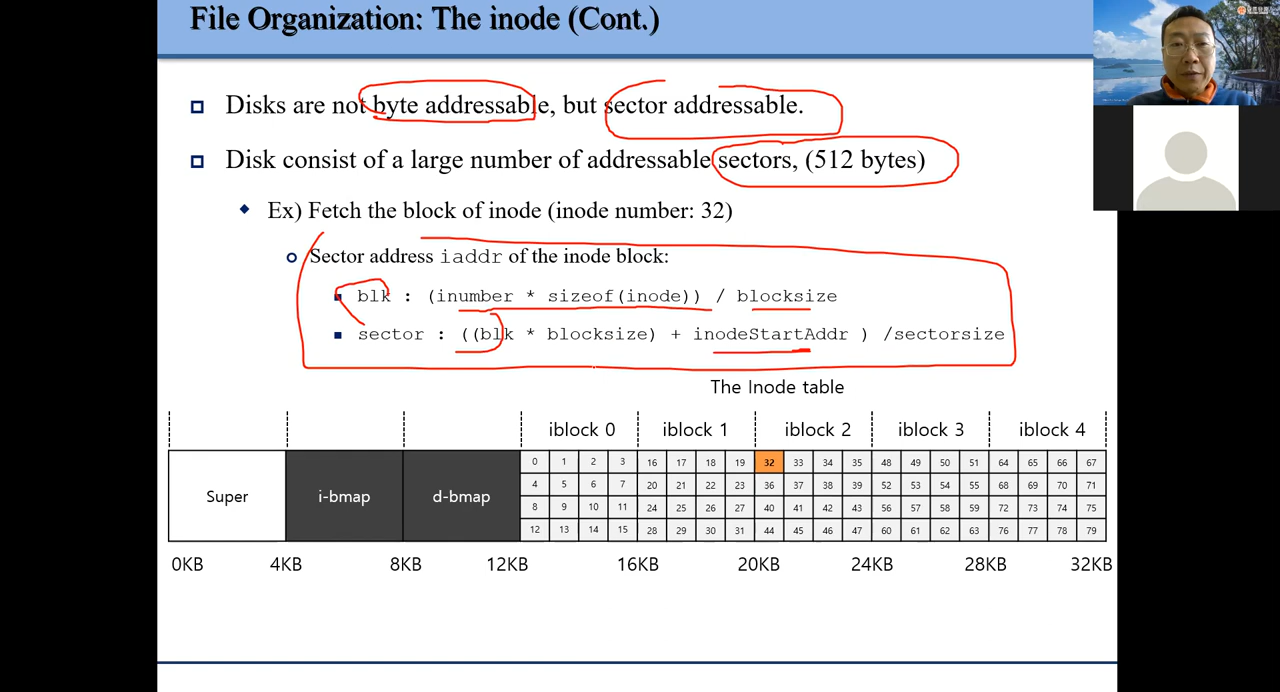 File Organization: The inode (Cont.)
Disks are not byte addressable, but sector addressable.
Disk consist of a large number of addressable sectors, (512 bytes)
Ex) Fetch the block of inode (inode number: 32)
Sector address iaddr of the inode block:
blk : (inumber * sizeof(inode)) / blocksize
sector : ((blk * blocksize) + inodeStartAddr ) /sectorsize
The Inode table
iblock 0 iblock 1 iblock 2 iblock 3 iblock 4
0 1 2 3 16 17 18 19 32 33 34 35 48 49 50 51 64 65 66 67
4 5 6 7 20 21 22 23 36 37 38 39 52 53 54 55 68 69 70 71
Super i-bmap d-bmap
8 9 10 11 24 25 26 27 40 41 42 43 56 57 58 59 72 73 74 75
12 13 14 15 28 29 30 31 44 45 46 47 60 61 62 63 76 77 78 79
0KB 4KB 8KB 12KB 16KB 20KB 24KB 28KB 32KB